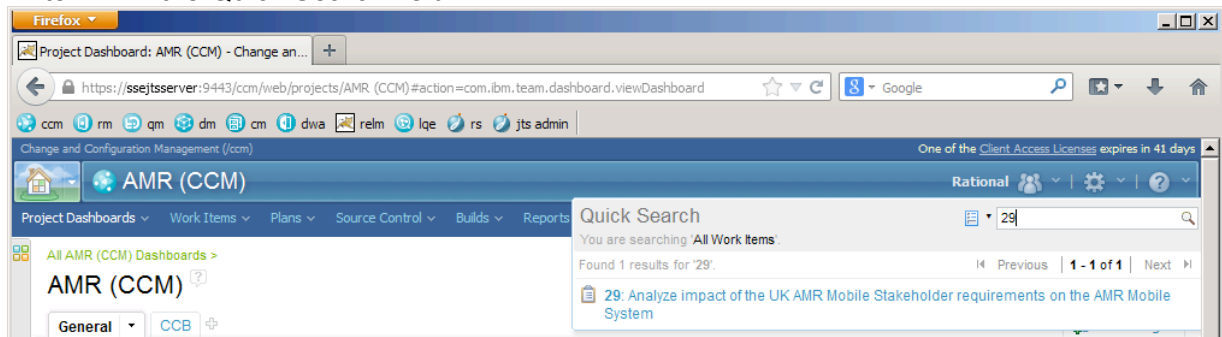 Firefox
Project Dashboard: AMR (CCM) - Change an...
https://ssejtsserver:9443/ccm/web/projects/AMR (CCM)#action=com.ibm.team.dashboard.viewDashboard
Google
ccm rm qm dm cm dwa relm lqe rs jts admin
Change and Configuration Management (/ccm)
One of the Client Access Licenses expires in 41 days
AMR (CCM)
Rational
Project Dashboards Work Items Plans Source Control Builds Reports
Quick Search
29
You are searching 'All Work Items'.
Found 1 results for '29'.
Previous 1 - 1 of 1 Next
29: Analyze impact of the UK AMR Mobile Stakeholder requirements on the AMR Mobile
System
All AMR (CCM) Dashboards >
AMR (CCM) ?
General CCB